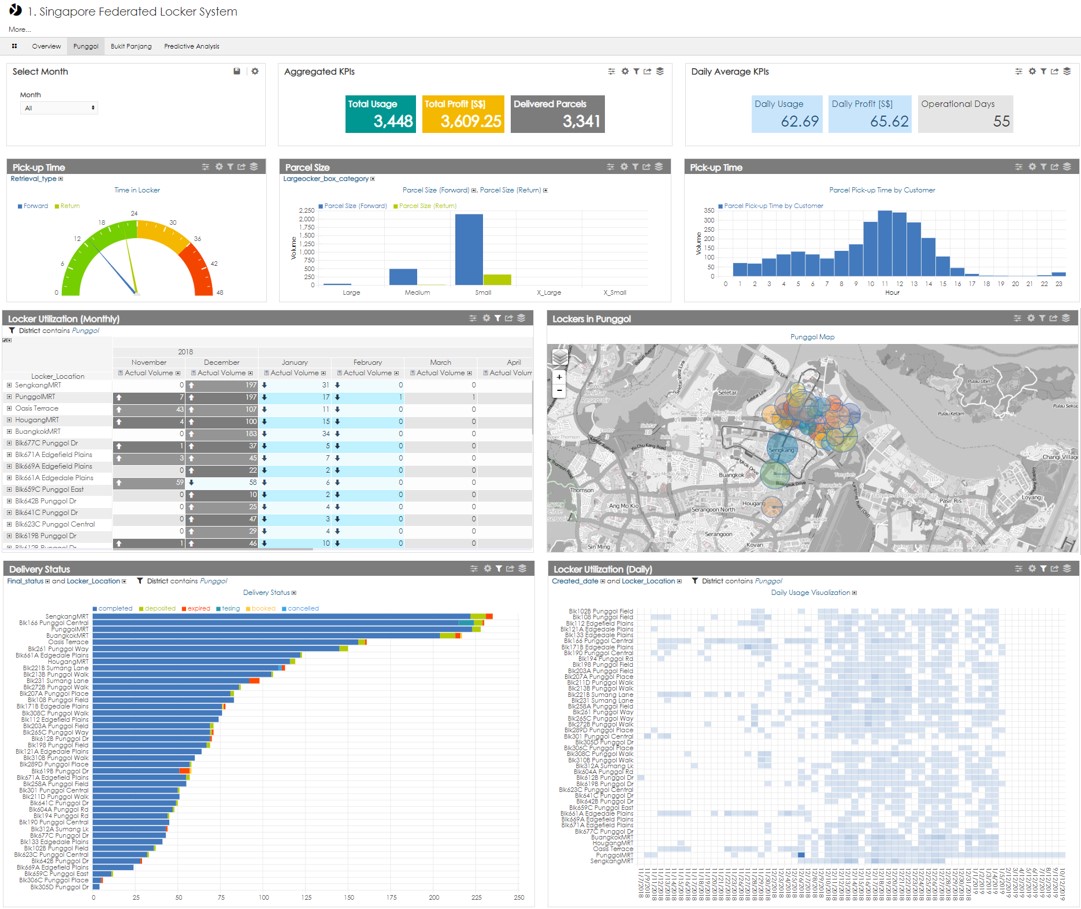 1. Singapore Federated Locker System
More...
Overview Punggol Bukit Panjang Predictive Analysis
Select Month
Month
All
Aggregated KPIs
Total Usage
3,448
Total Profit [S$]
3,609.25
Delivered Parcels
3,341
Daily Average KPIs
Daily Usage
62.69
Daily Profit [S$]
65.62
Operational Days
55
Pick-up Time
Retrieval_type
Time in Locker
Forward Return
0 6 12 18 24 30 36 42 48
Parcel Size
Largeocker_box_category
Parcel Size (Forward), Parcel Size (Return)
Parcel Size (Forward) Parcel Size (Return)
Volume
2,250
2,000
1,750
1,500
1,250
1,000
750
500
250
0
Large Medium Small X_Large X_Small
Pick-up Time
Parcel Pick-up Time by Customer
Parcel Pick-up Time by Customer
Volume
350
300
250
200
150
100
50
0
0 1 2 3 4 5 6 7 8 9 10 11 12 13 14 15 16 17 18 19 20 21 22 23
Hour
Locker Utilization (Monthly)
District contains Punggol
2018
November December January February March April
Locker_Location Actual Volume Actual Volume Actual Volume Actual Volume Actual Volume Actual Volum
SengkangMRT 0 197 31 0 0
PunggolMRT 7 197 17 1 1
Oasis Terrace 43 107 11 0 0
HougangMRT 4 100 15 0 0
BuangkokMRT 0 183 34 0 0
Blk677C Punggol Dr 1 37 5 0 0
Blk671A Edgefield Plains 3 45 7 0 0
Blk669A Edgefield Plains 0 22 2 0 0
Blk661A Edgedale Plains 59 58 6 0 0
Blk659C Punggol East 0 10 2 0 0
Blk642B Punggol Dr 0 25 4 0 0
Blk641C Punggol Dr 0 47 3 0 0
Blk623C Punggol Central 0 29 4 0 0
Blk619B Punggol Dr
Blk612B Punggol Dr 1 46 10 0 0
Lockers in Punggol
Punggol Map
+
−
Seletar
Pulau Ubin
Pulau Ketam
Changi Village
Sengkang
Buangkok
Loyang
Thomson
Ang Mo Kio
Serangoon North
Pasir Ris
Serangoon
Sin Ming
Kovan
Delivery Status
Final_status and Locker_Location District contains Punggol
Delivery Status
completed deposited expired tesing booked cancelled
SengkangMRT
Blk166 Punggol Central
PunggolMRT
BuangkokMRT
Oasis Terrace
Blk261 Punggol Way
Blk661A Edgedale Plains
HougangMRT
Blk221B Sumang Lane
Blk213B Punggol Walk
Blk231 Sumang Lane
Blk272B Punggol Walk
Blk207A Punggol Place
Blk108 Punggol Field
Blk171B Edgedale Plains
Blk308C Punggol Walk
Blk112 Edgefield Plains
Blk203A Punggol Field
Blk265C Punggol Way
Blk612B Punggol Dr
Blk198 Punggol Field
Blk121A Edgedale Plains
Blk310B Punggol Walk
Blk289D Punggol Place
Blk619B Punggol Dr
Blk671A Edgefield Plains
Blk258A Punggol Field
Blk301 Punggol Central
Blk211D Punggol Walk
Blk641C Punggol Dr
Blk604A Punggol Rd
Blk194 Punggol Rd
Blk190 Punggol Central
Blk312A Sumang Lk
Blk677C Punggol Dr
Blk133 Edgedale Plains
Blk102B Punggol Field
Blk623C Punggol Central
Blk642B Punggol Dr
Blk669A Edgefield Plains
Blk659C Punggol East
Blk306C Punggol Place
Blk305D Punggol Dr
0 25 50 75 100 125 150 175 200 225 250
Locker Utilization (Daily)
Created_date and Locker_Location District contains Punggol
Daily Usage Visualization
Blk102B Punggol Field
Blk108 Punggol Field
Blk112 Edgefield Plains
Blk121A Edgedale Plains
Blk133 Edgedale Plains
Blk166 Punggol Central
Blk171B Edgedale Plains
Blk190 Punggol Central
Blk194 Punggol Rd
Blk198 Punggol Field
Blk203A Punggol Field
Blk207A Punggol Place
Blk211D Punggol Walk
Blk213B Punggol Walk
Blk221B Sumang Lane
Blk231 Sumang Lane
Blk258A Punggol Field
Blk261 Punggol Way
Blk265C Punggol Way
Blk272B Punggol Walk
Blk289D Punggol Place
Blk301 Punggol Central
Blk305D Punggol Dr
Blk306C Punggol Place
Blk308C Punggol Walk
Blk310B Punggol Walk
Blk312A Sumang Lk
Blk604A Punggol Rd
Blk612B Punggol Dr
Blk619B Punggol Dr
Blk623C Punggol Central
Blk641C Punggol Dr
Blk642B Punggol Dr
Blk659C Punggol East
Blk661A Edgedale Plains
Blk669A Edgefield Plains
Blk671A Edgefield Plains
Blk677C Punggol Dr
BuangkokMRT
HougangMRT
Oasis Terrace
PunggolMRT
SengkangMRT